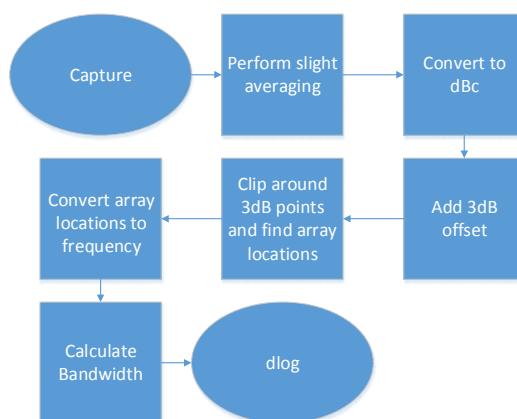 Capture
Perform slight
averaging
Convert to
dBc
Add 3dB
offset
Clip around
3dB points
and find array
locations
Convert array
locations to
frequency
Calculate
Bandwidth
dlog